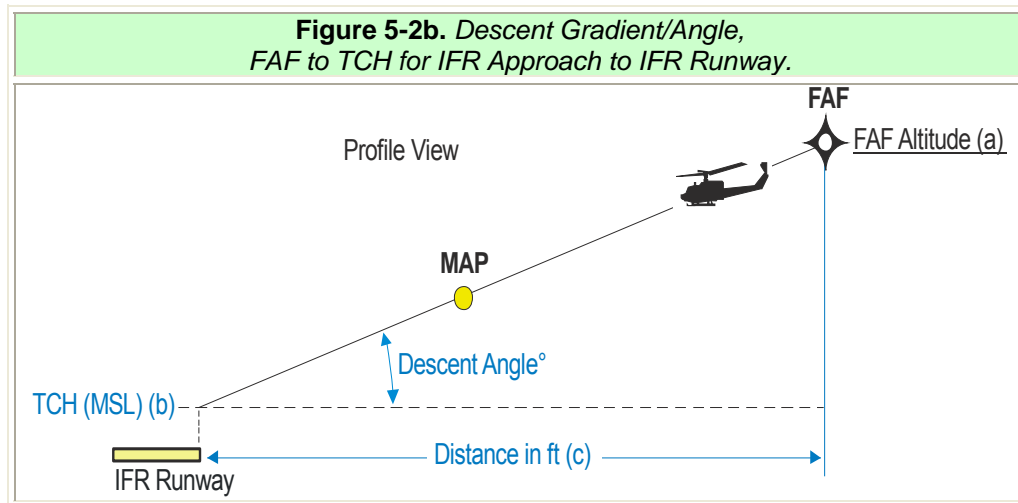 Figure 5-2b. Descent Gradient/Angle,
FAF to TCH for IFR Approach to IFR Runway.
FAF
FAF Altitude (a)
Profile View
MAP
Descent Angle°
TCH (MSL) (b)
Distance in ft (c)
IFR Runway